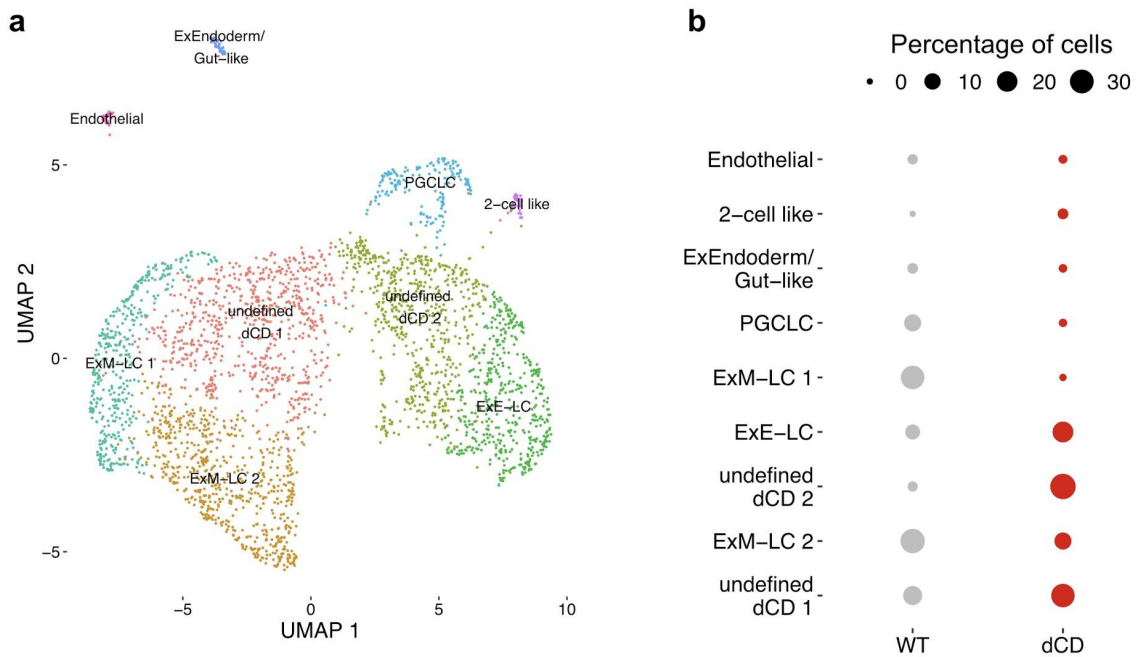 a
ExEndoderm/
Gut−like
Endothelial
5
PGCLC
2−cell like
undefined
dCD 1
undefined
dCD 2
0
ExM−LC 1
ExE−LC
ExM−LC 2
−5
UMAP 2
−5
0
5
10
UMAP 1
b
Percentage of cells
0
10
20
30
Endothelial
2−cell like
ExEndoderm/
Gut−like
PGCLC
ExM−LC 1
ExE−LC
undefined
dCD 2
ExM−LC 2
undefined
dCD 1
WT
dCD